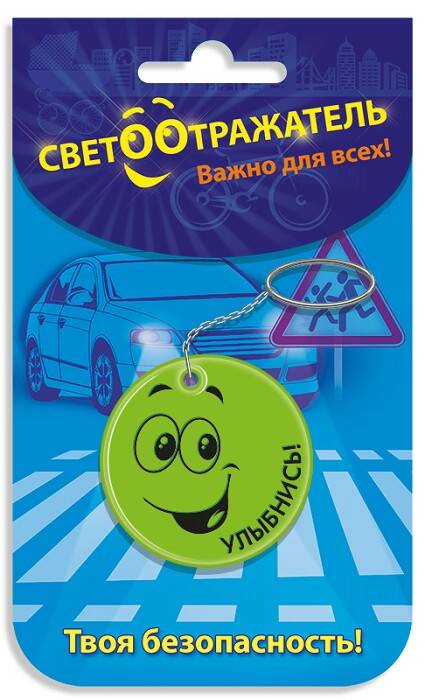 СВЕТООТРАЖАТЕЛЬ
Важно для всех!
УЛЫБНИСЬ!
Твоя безопасность!